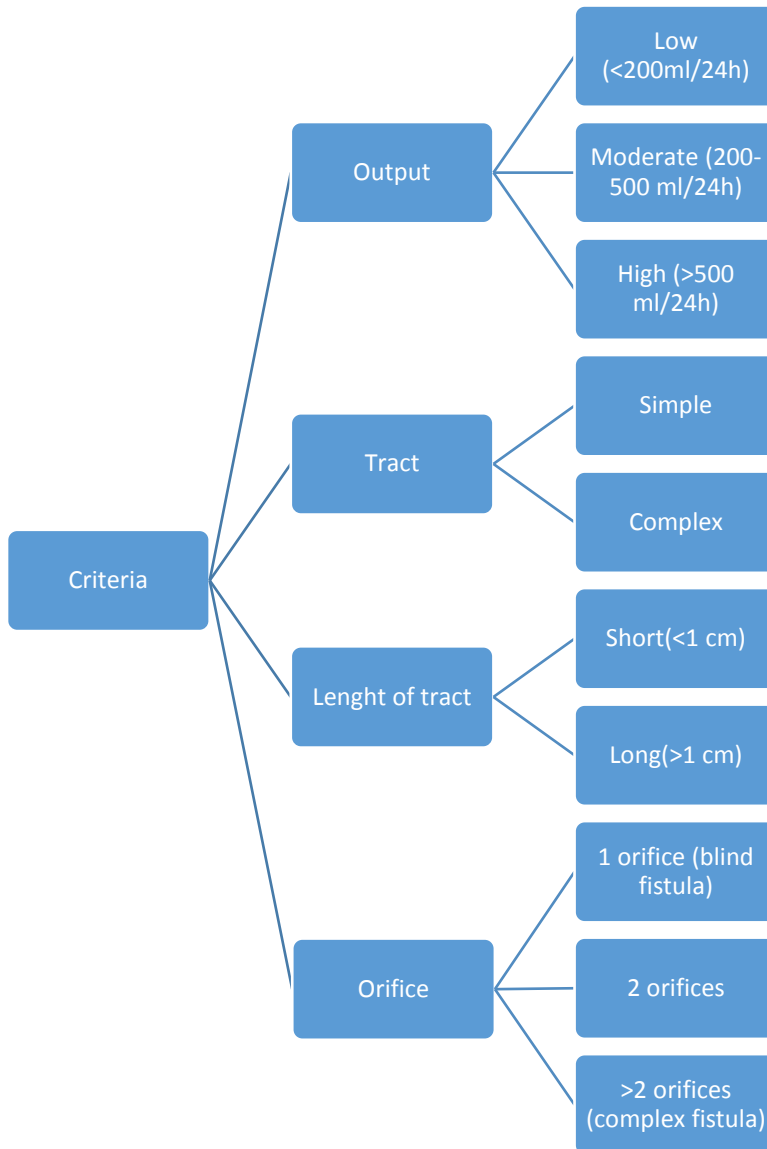 Criteria
Output
Low
(<200ml/24h)
Moderate (200-
500 ml/24h)
High (>500
ml/24h)
Tract
Simple
Complex
Lenght of tract
Short(<1 cm)
Long(>1 cm)
Orifice
1 orifice (blind
fistula)
2 orifices
>2 orifices
(complex fistula)